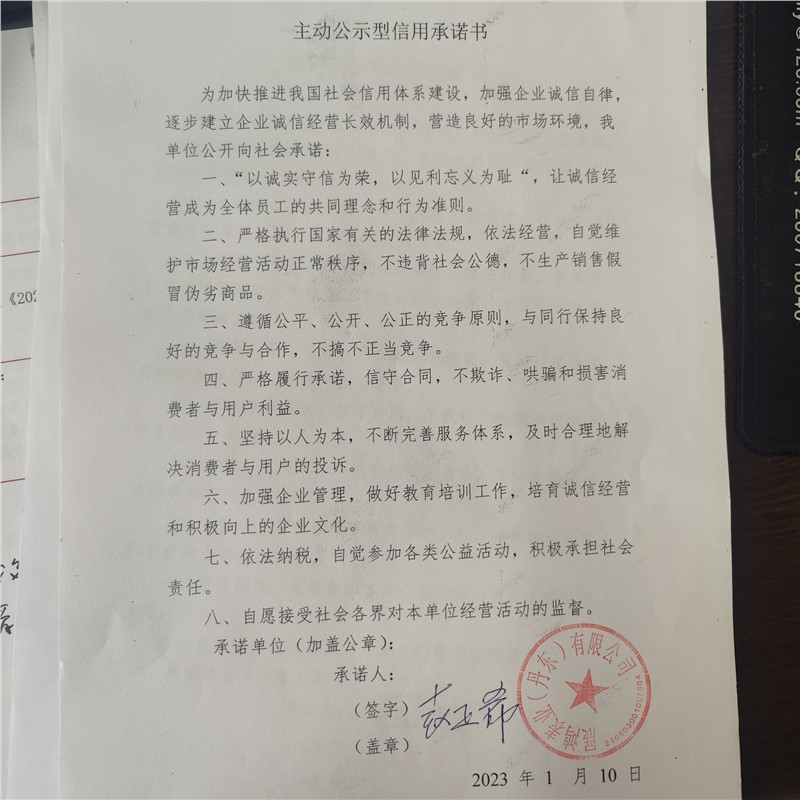 主动公示型信用承诺书
为加快推进我国社会信用体系建设，加强企业诚信自律，
逐步建立企业诚信经营长效机制，营造良好的市场环境，我
单位公开向社会承诺：
一、“以诚实守信为荣，以见利忘义为耻“，让诚信经
营成为全体员工的共同理念和行为准则。
二、严格执行国家有关的法律法规，依法经营，自觉维
护市场经营活动正常秩序，不违背社会公德，不生产销售假
冒伪劣商品。
三、遵循公平、公开、公正的竞争原则，与同行保持良
好的竞争与合作，不搞不正当竞争。
四、严格履行承诺，信守合同，不欺诈、哄骗和损害消
费者与用户利益。
五、坚持以人为本，不断完善服务体系，及时合理地解
决消费者与用户的投诉。
六、加强企业管理，做好教育培训工作，培育诚信经营
和积极向上的企业文化。
七、依法纳税，自觉参加各类公益活动，积极承担社会
责任。
八、自愿接受社会各界对本单位经营活动的监督。
承诺单位（加盖公章）：
承诺人：
（签字）赵玉
（盖章）
展鸿表业（丹东）有限公司
2023 年 1 月 10 日
《202